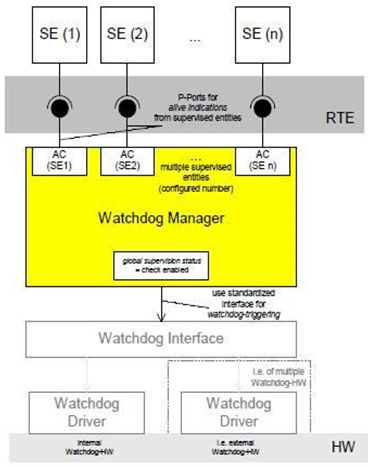 SE (1)
SE (2)
...
SE (n)
P-Ports for
alive indications
from supervised entities
RTE
AC
(SE1)
AC
(SE2)
...
multiple supervised
entities
(configured number)
AC
(SE n)
Watchdog Manager
global supervision status
= check enabled
use standardized
interface for
watchdog-triggering
Watchdog Interface
i.e. of multiple
Watchdog-HW
Watchdog
Driver
Watchdog
Driver
Internal
Watchdog-HW
i.e. external
Watchdog-HW
HW